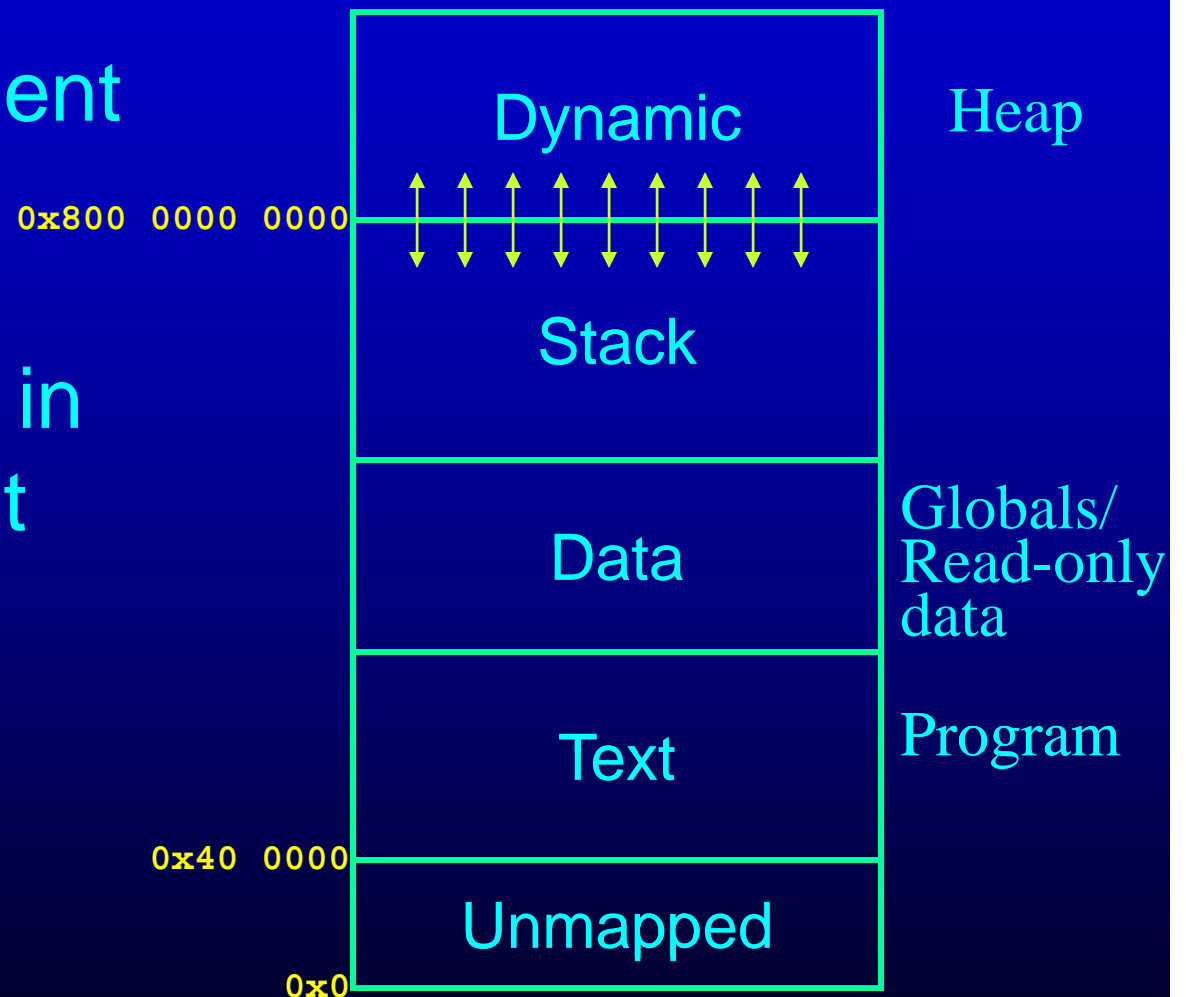 ent
Dynamic
Heap
0x800 0000 0000
Stack
in
t
Data
Globals/
Read-only
data
Text
Program
0x40 0000
Unmapped
0x0